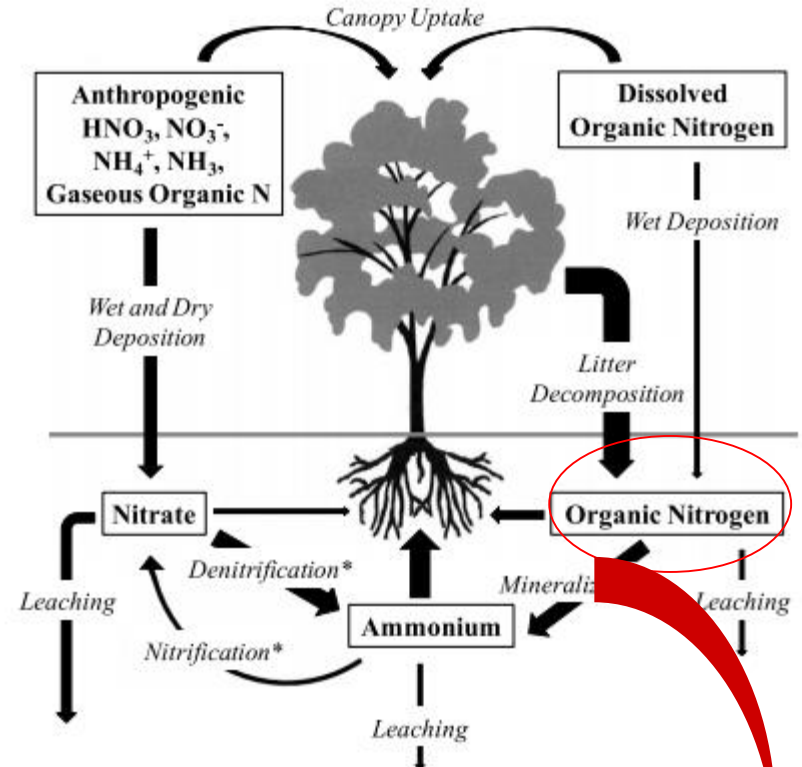 Canopy Uptake
Anthropogenic
HNO₃, NO₃⁻,
NH₄⁺, NH₃,
Gaseous Organic N
Dissolved
Organic Nitrogen
Wet Deposition
Wet and Dry
Deposition
Litter
Decomposition
Nitrate
Organic Nitrogen
Denitrification*
Leaching
Ammonium
Leaching
Nitrification*
Leaching